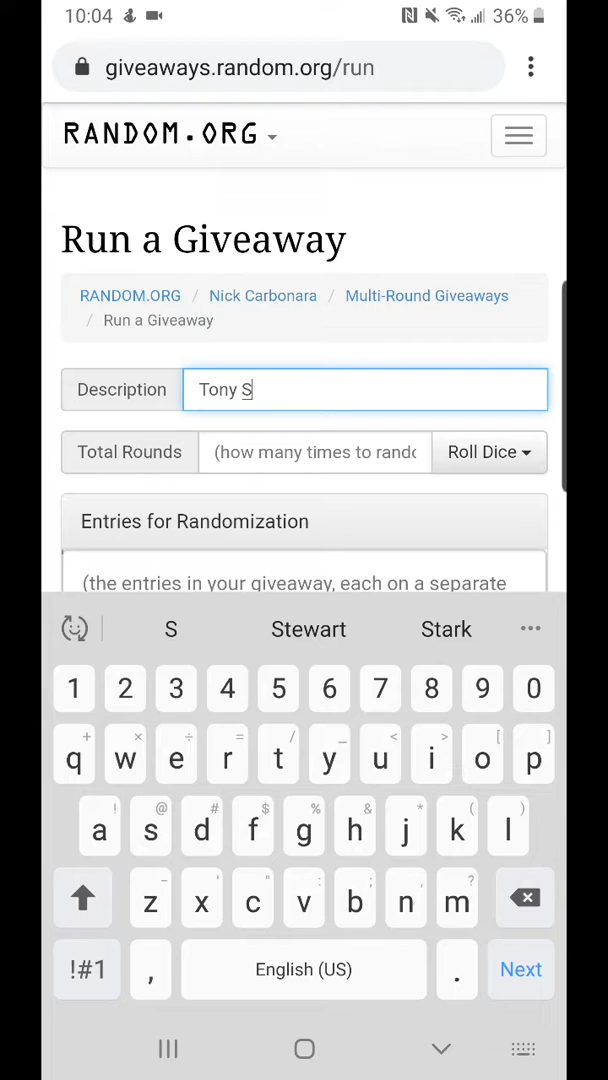 10:04 36%
giveaways.random.org/run
RANDOM.ORG
Run a Giveaway
RANDOM.ORG / Nick Carbonara / Multi-Round Giveaways
/ Run a Giveaway
Description Tony S
Total Rounds (how many times to rando Roll Dice
Entries for Randomization
(the entries in your giveaway, each on a separate
S Stewart Stark ...
1 2 3 4 5 6 7 8 9 0
+ × ÷ = / _ < > [ ]
q w e r t y u i o p
! @ # $ % & * ( )
a s d f g h j k l
- ' " : ; , ?
z x c v b n m
!#1 , English (US) . Next